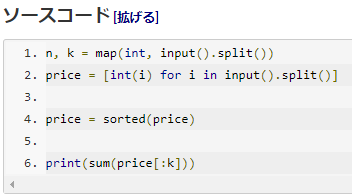 ソースコード [拡げる]
1. n, k = map(int, input().split())
2. price = [int(i) for i in input().split()]
3.
4. price = sorted(price)
5.
6. print(sum(price[:k]))